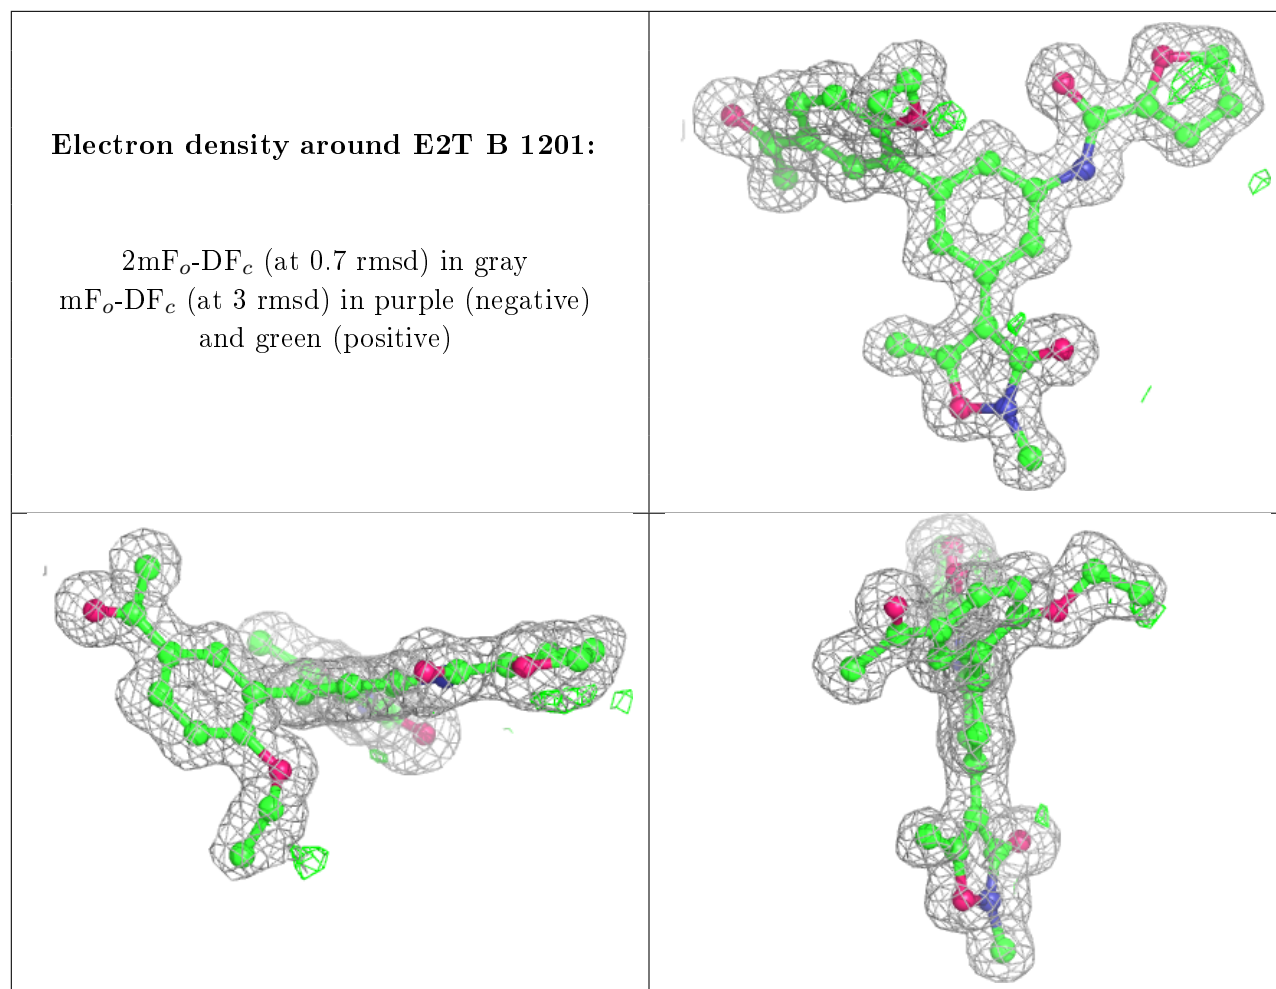 Electron density around E2T B 1201:
2mFₒ-DF𝒸 (at 0.7 rmsd) in gray
mFₒ-DF𝒸 (at 3 rmsd) in purple (negative)
and green (positive)